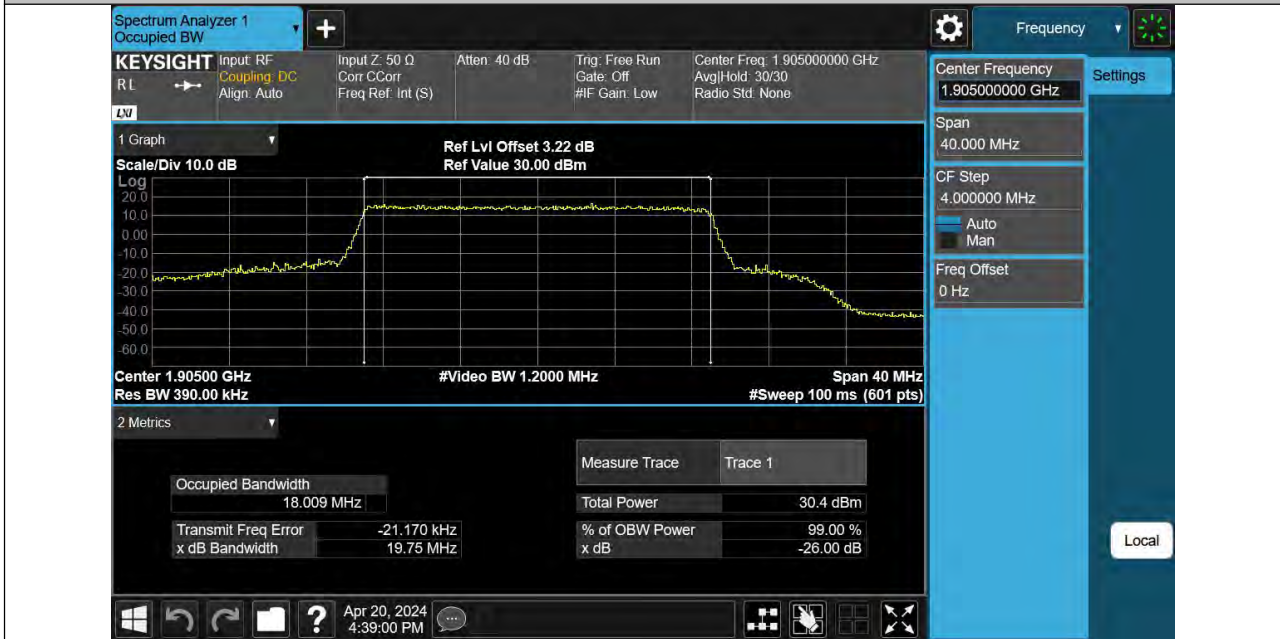 Spectrum Analyzer 1
Occupied BW
+
Frequency
KEYSIGHT
RL
LXI
Input: RF
Coupling: DC
Align: Auto
Input Z: 50 Ω
Corr CCorr
Freq Ref: Int (S)
Atten: 40 dB
Trig: Free Run
Gate: Off
#IF Gain: Low
Center Freq: 1.905000000 GHz
Avg|Hold: 30/30
Radio Std: None
Center Frequency
1.905000000 GHz
Settings
Span
40.000 MHz
CF Step
4.000000 MHz
Auto
Man
Freq Offset
0 Hz
1 Graph
Scale/Div 10.0 dB
Ref Lvl Offset 3.22 dB
Ref Value 30.00 dBm
Log
20.0
10.0
0.00
-10.0
-20.0
-30.0
-40.0
-50.0
-60.0
Center 1.90500 GHz
#Video BW 1.2000 MHz
Span 40 MHz
Res BW 390.00 kHz
#Sweep 100 ms (601 pts)
2 Metrics
Measure Trace
Trace 1
Occupied Bandwidth
18.009 MHz
Total Power
30.4 dBm
Transmit Freq Error
-21.170 kHz
% of OBW Power
99.00 %
x dB Bandwidth
19.75 MHz
x dB
-26.00 dB
Local
?
Apr 20, 2024
4:39:00 PM